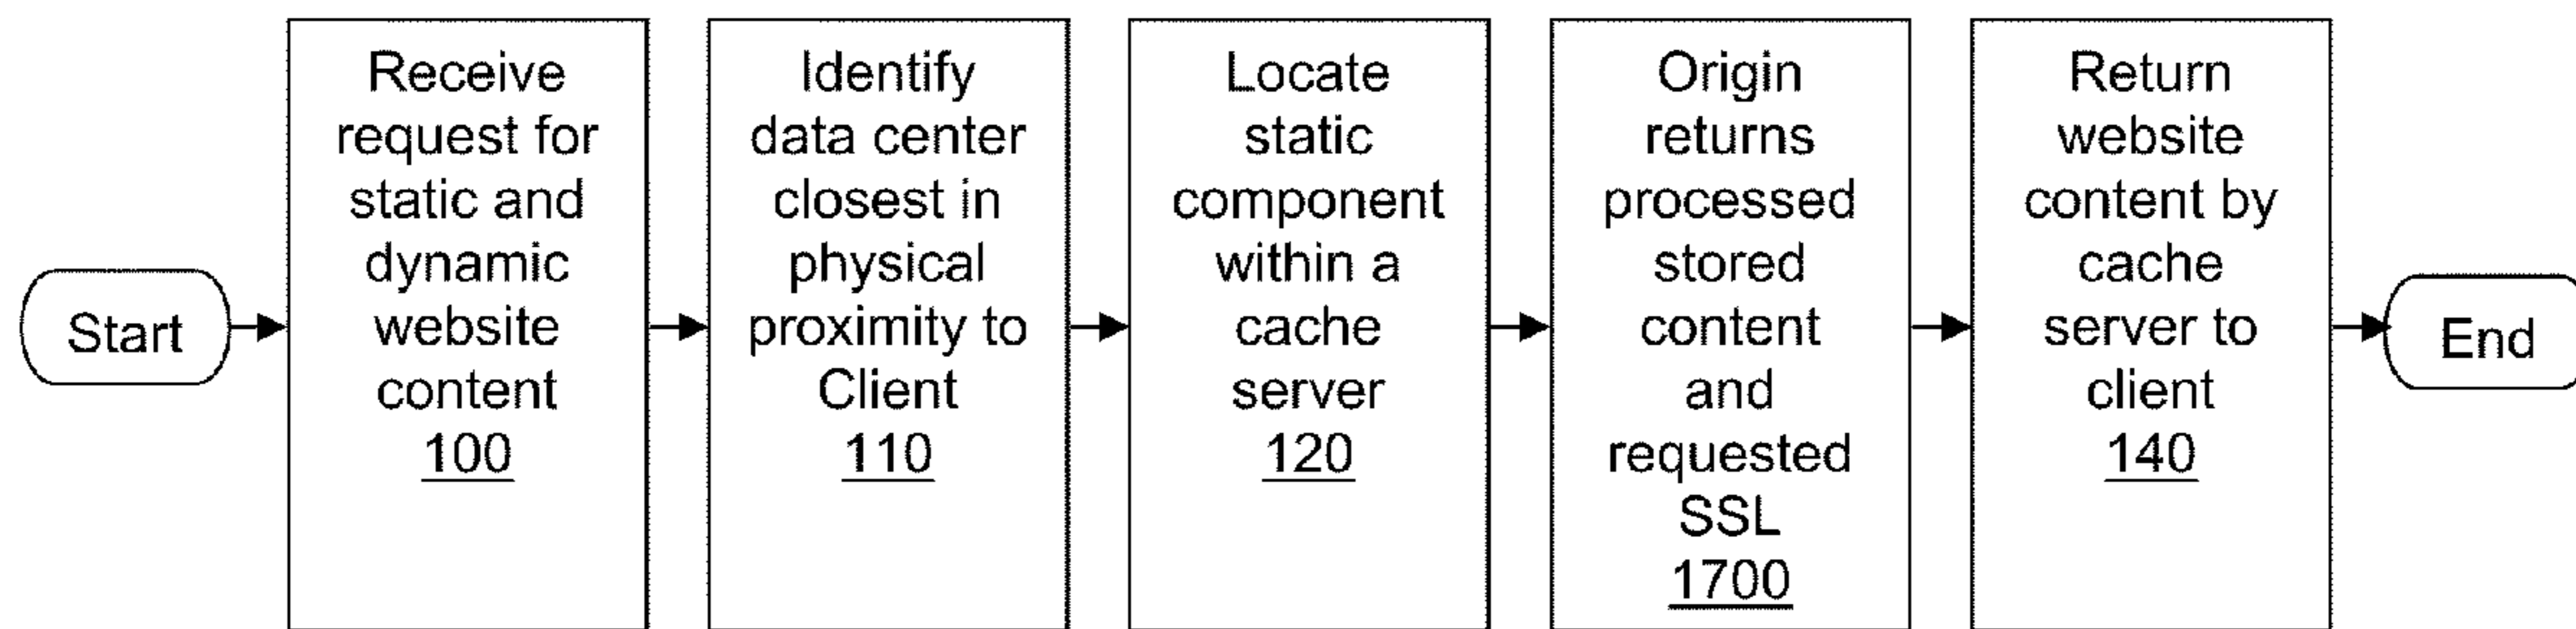 Start
Receive
request for
static and
dynamic
website
content
100
Identify
data center
closest in
physical
proximity to
Client
110
Locate
static
component
within a
cache
server
120
Origin
returns
processed
stored
content
and
requested
SSL
1700
Return
website
content by
cache
server to
client
140
End